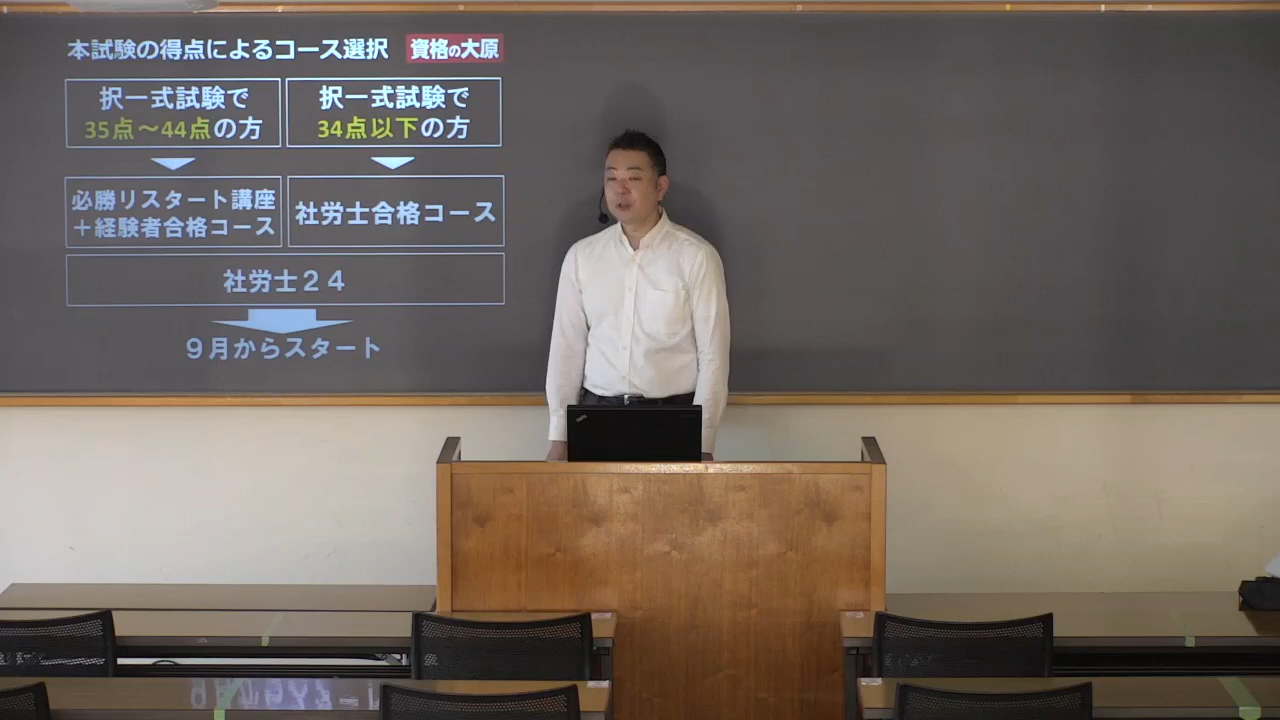 本試験の得点によるコース選択
資格の大原
択一式試験で
35点～44点の方
択一式試験で
34点以下の方
必勝リスタート講座
＋経験者合格コース
社労士合格コース
社労士２４
９月からスタート